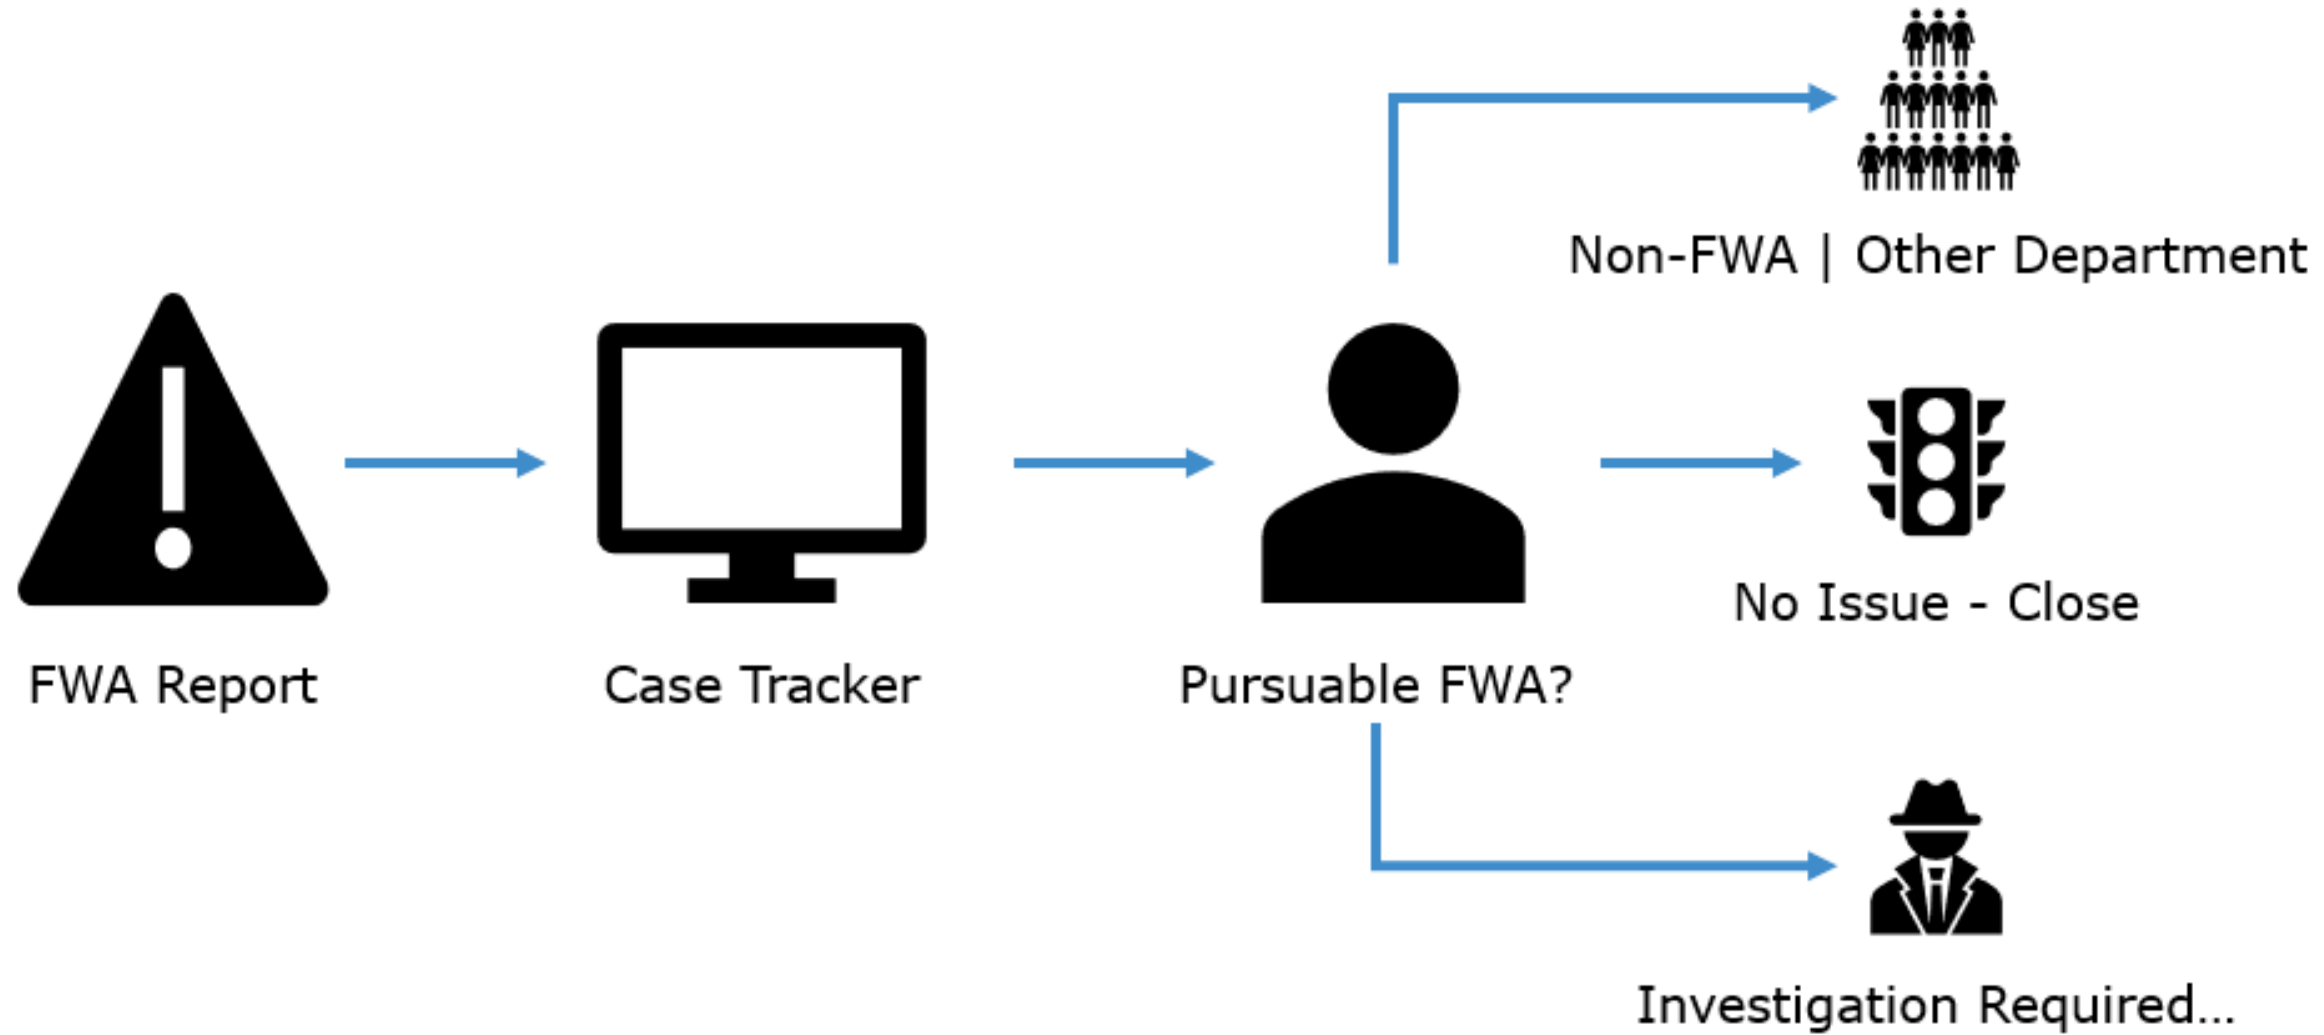 Non-FWA | Other Department
No Issue - Close
FWA Report
Case Tracker
Pursuable FWA?
Investigation Required...